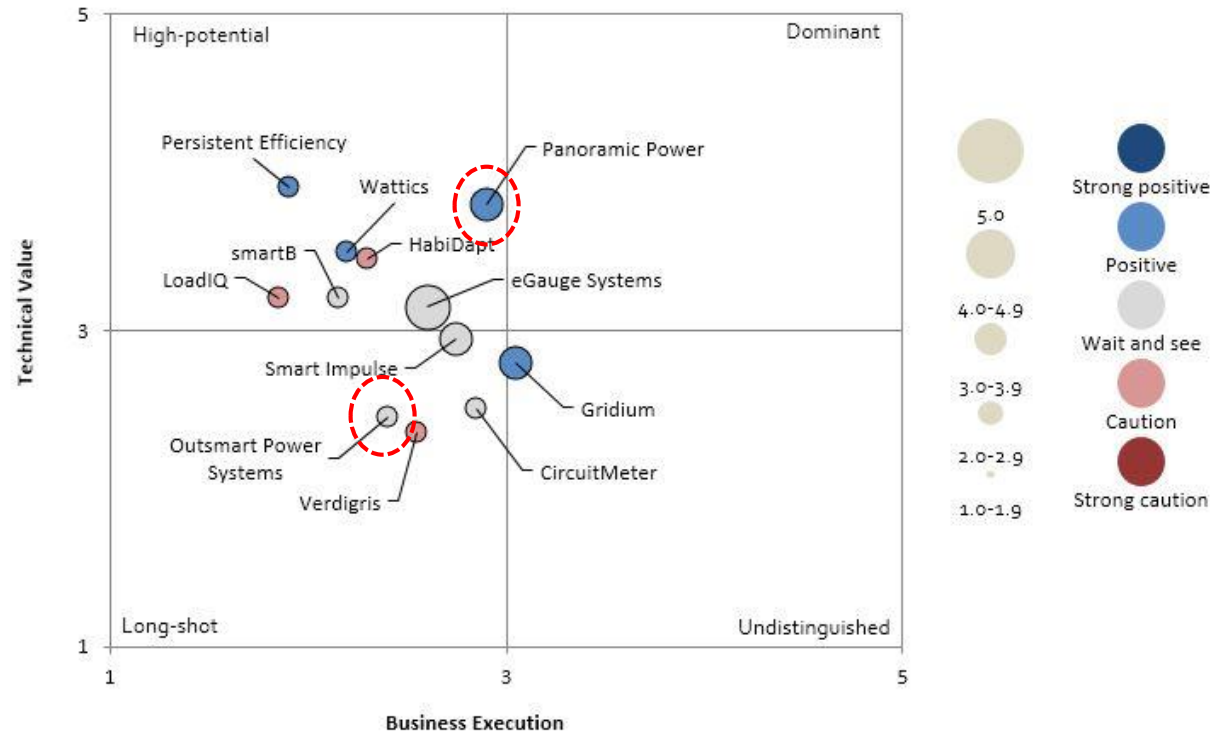 5
High-potential
Dominant
Persistent Efficiency
Panoramic Power
Wattics
HabiDapt
smartB
LoadIQ
eGauge Systems
Technical Value
3
Smart Impulse
Gridium
Outsmart Power
Systems
CircuitMeter
Verdigris
Long-shot
Undistinguished
1
1
3
5
Business Execution
5.0
4.0-4.9
3.0-3.9
2.0-2.9
1.0-1.9
Strong positive
Positive
Wait and see
Caution
Strong caution